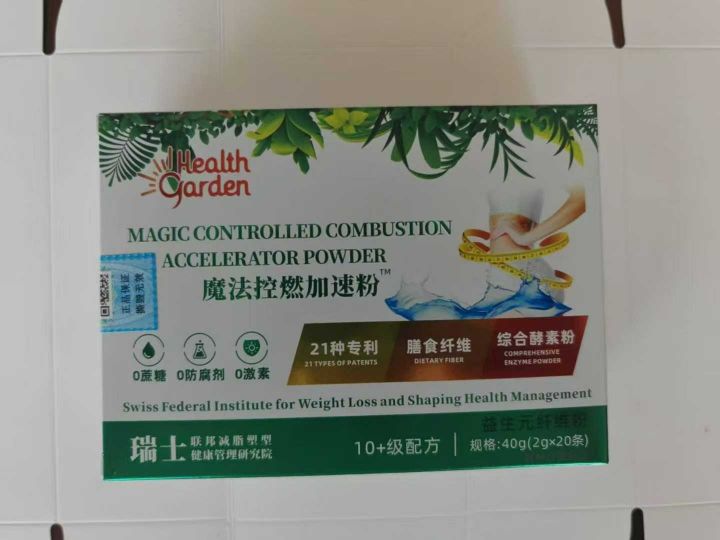 Health
Garden
MAGIC CONTROLLED COMBUSTION
ACCELERATOR POWDER
魔法控燃加速粉™
正品保证
撕毁无效
0蔗糖
0防腐剂
0激素
21种专利
21 TYPES OF PATENTS
膳食纤维
DIETARY FIBER
综合酵素粉
COMPREHENSIVE
ENZYME POWDER
Swiss Federal Institute for Weight Loss and Shaping Health Management
瑞士
联邦减脂塑型
健康管理研究院
10+级配方
益生元纤维粉
规格:40g(2g×20条)